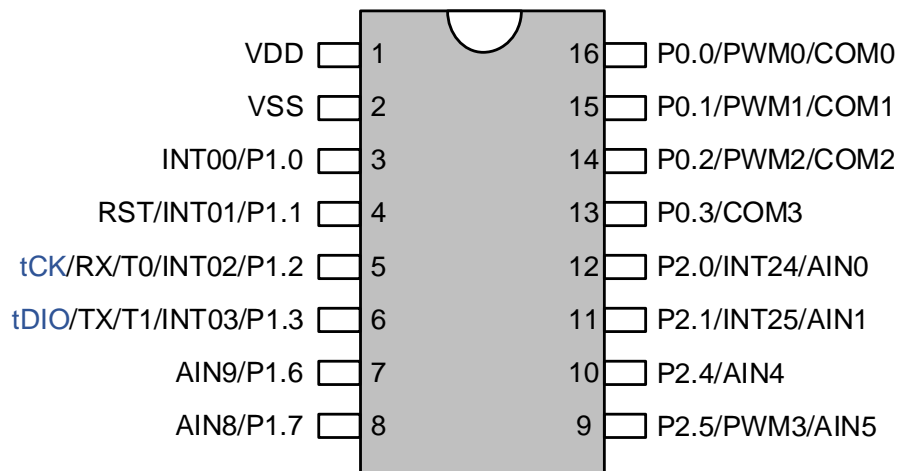 VDD 1 16 P0.0/PWM0/COM0
VSS 2 15 P0.1/PWM1/COM1
INT00/P1.0 3 14 P0.2/PWM2/COM2
RST/INT01/P1.1 4 13 P0.3/COM3
tCK/RX/T0/INT02/P1.2 5 12 P2.0/INT24/AIN0
tDIO/TX/T1/INT03/P1.3 6 11 P2.1/INT25/AIN1
AIN9/P1.6 7 10 P2.4/AIN4
AIN8/P1.7 8 9 P2.5/PWM3/AIN5